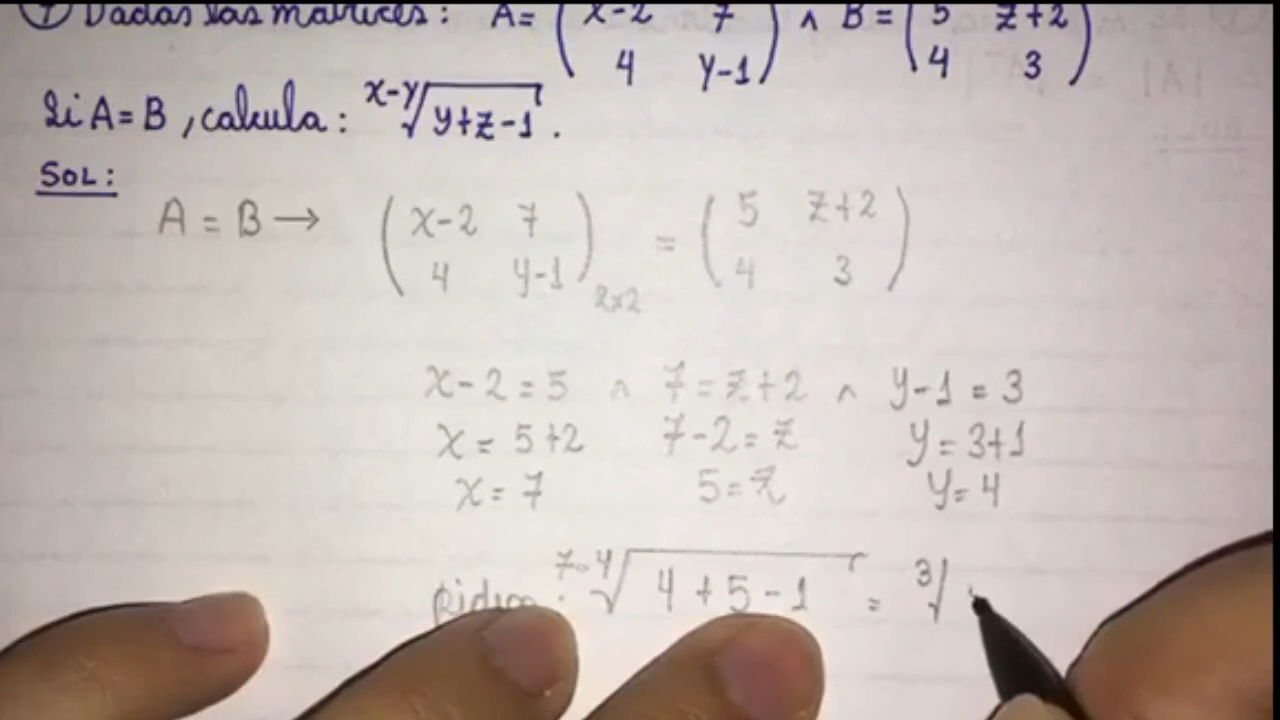 7 Dadas las matrices: A = ( x-2 7 ) ∧ B = ( 5 z+2 )
4 y-1 4 3
Si A=B, calcula: x-y√y+z-1 .
SOL:
A = B → ( x-2 7 ) = ( 5 z+2 )
4 y-1 2x2 4 3
x-2=5 ∧ 7=z+2 ∧ y-1=3
x=5+2 7-2=z y=3+1
x=7 5=z y=4
piden: 7-4√4+5-1 = 3√